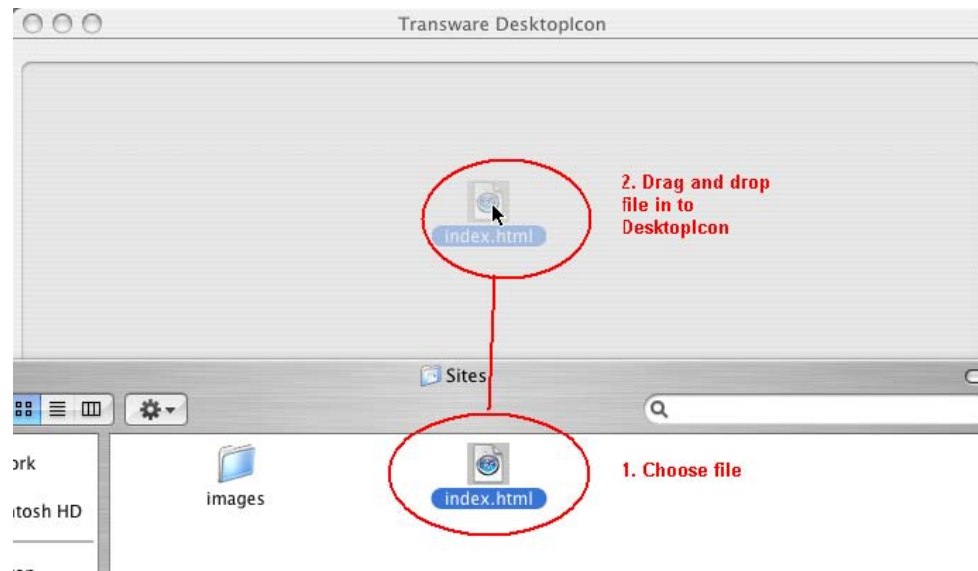 Transware DesktopIcon
index.html
2. Drag and drop
file in to
DesktopIcon
Sites
ork
ntosh HD
images
index.html
1. Choose file